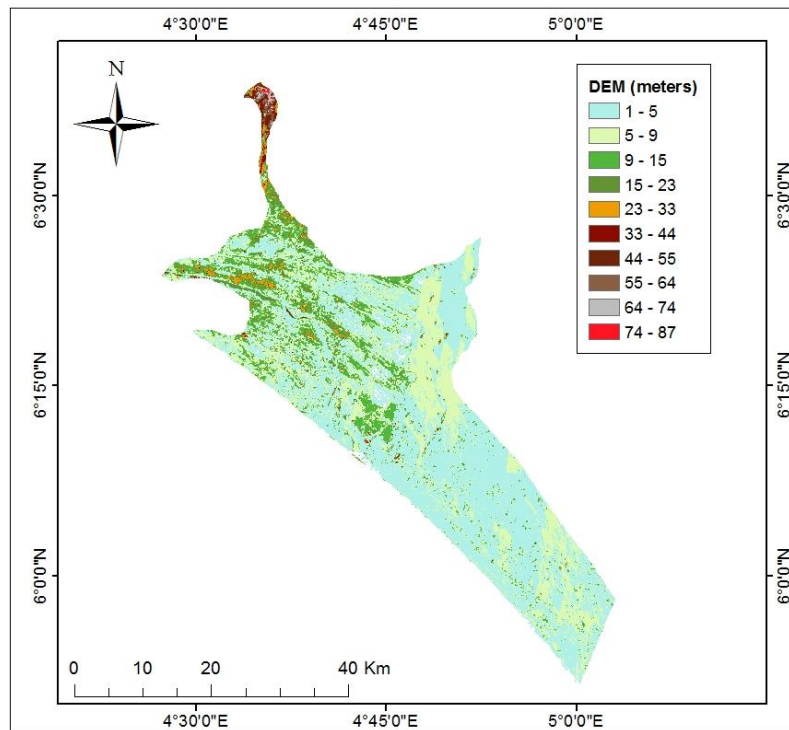 4°30'0"E 4°45'0"E 5°0'0"E
N
DEM (meters)
1 - 5
5 - 9
9 - 15
15 - 23
23 - 33
33 - 44
44 - 55
55 - 64
64 - 74
74 - 87
6°30'0"N 6°30'0"N
6°15'0"N 6°15'0"N
6°0'0"N 6°0'0"N
0 10 20 40 Km
4°30'0"E 4°45'0"E 5°0'0"E